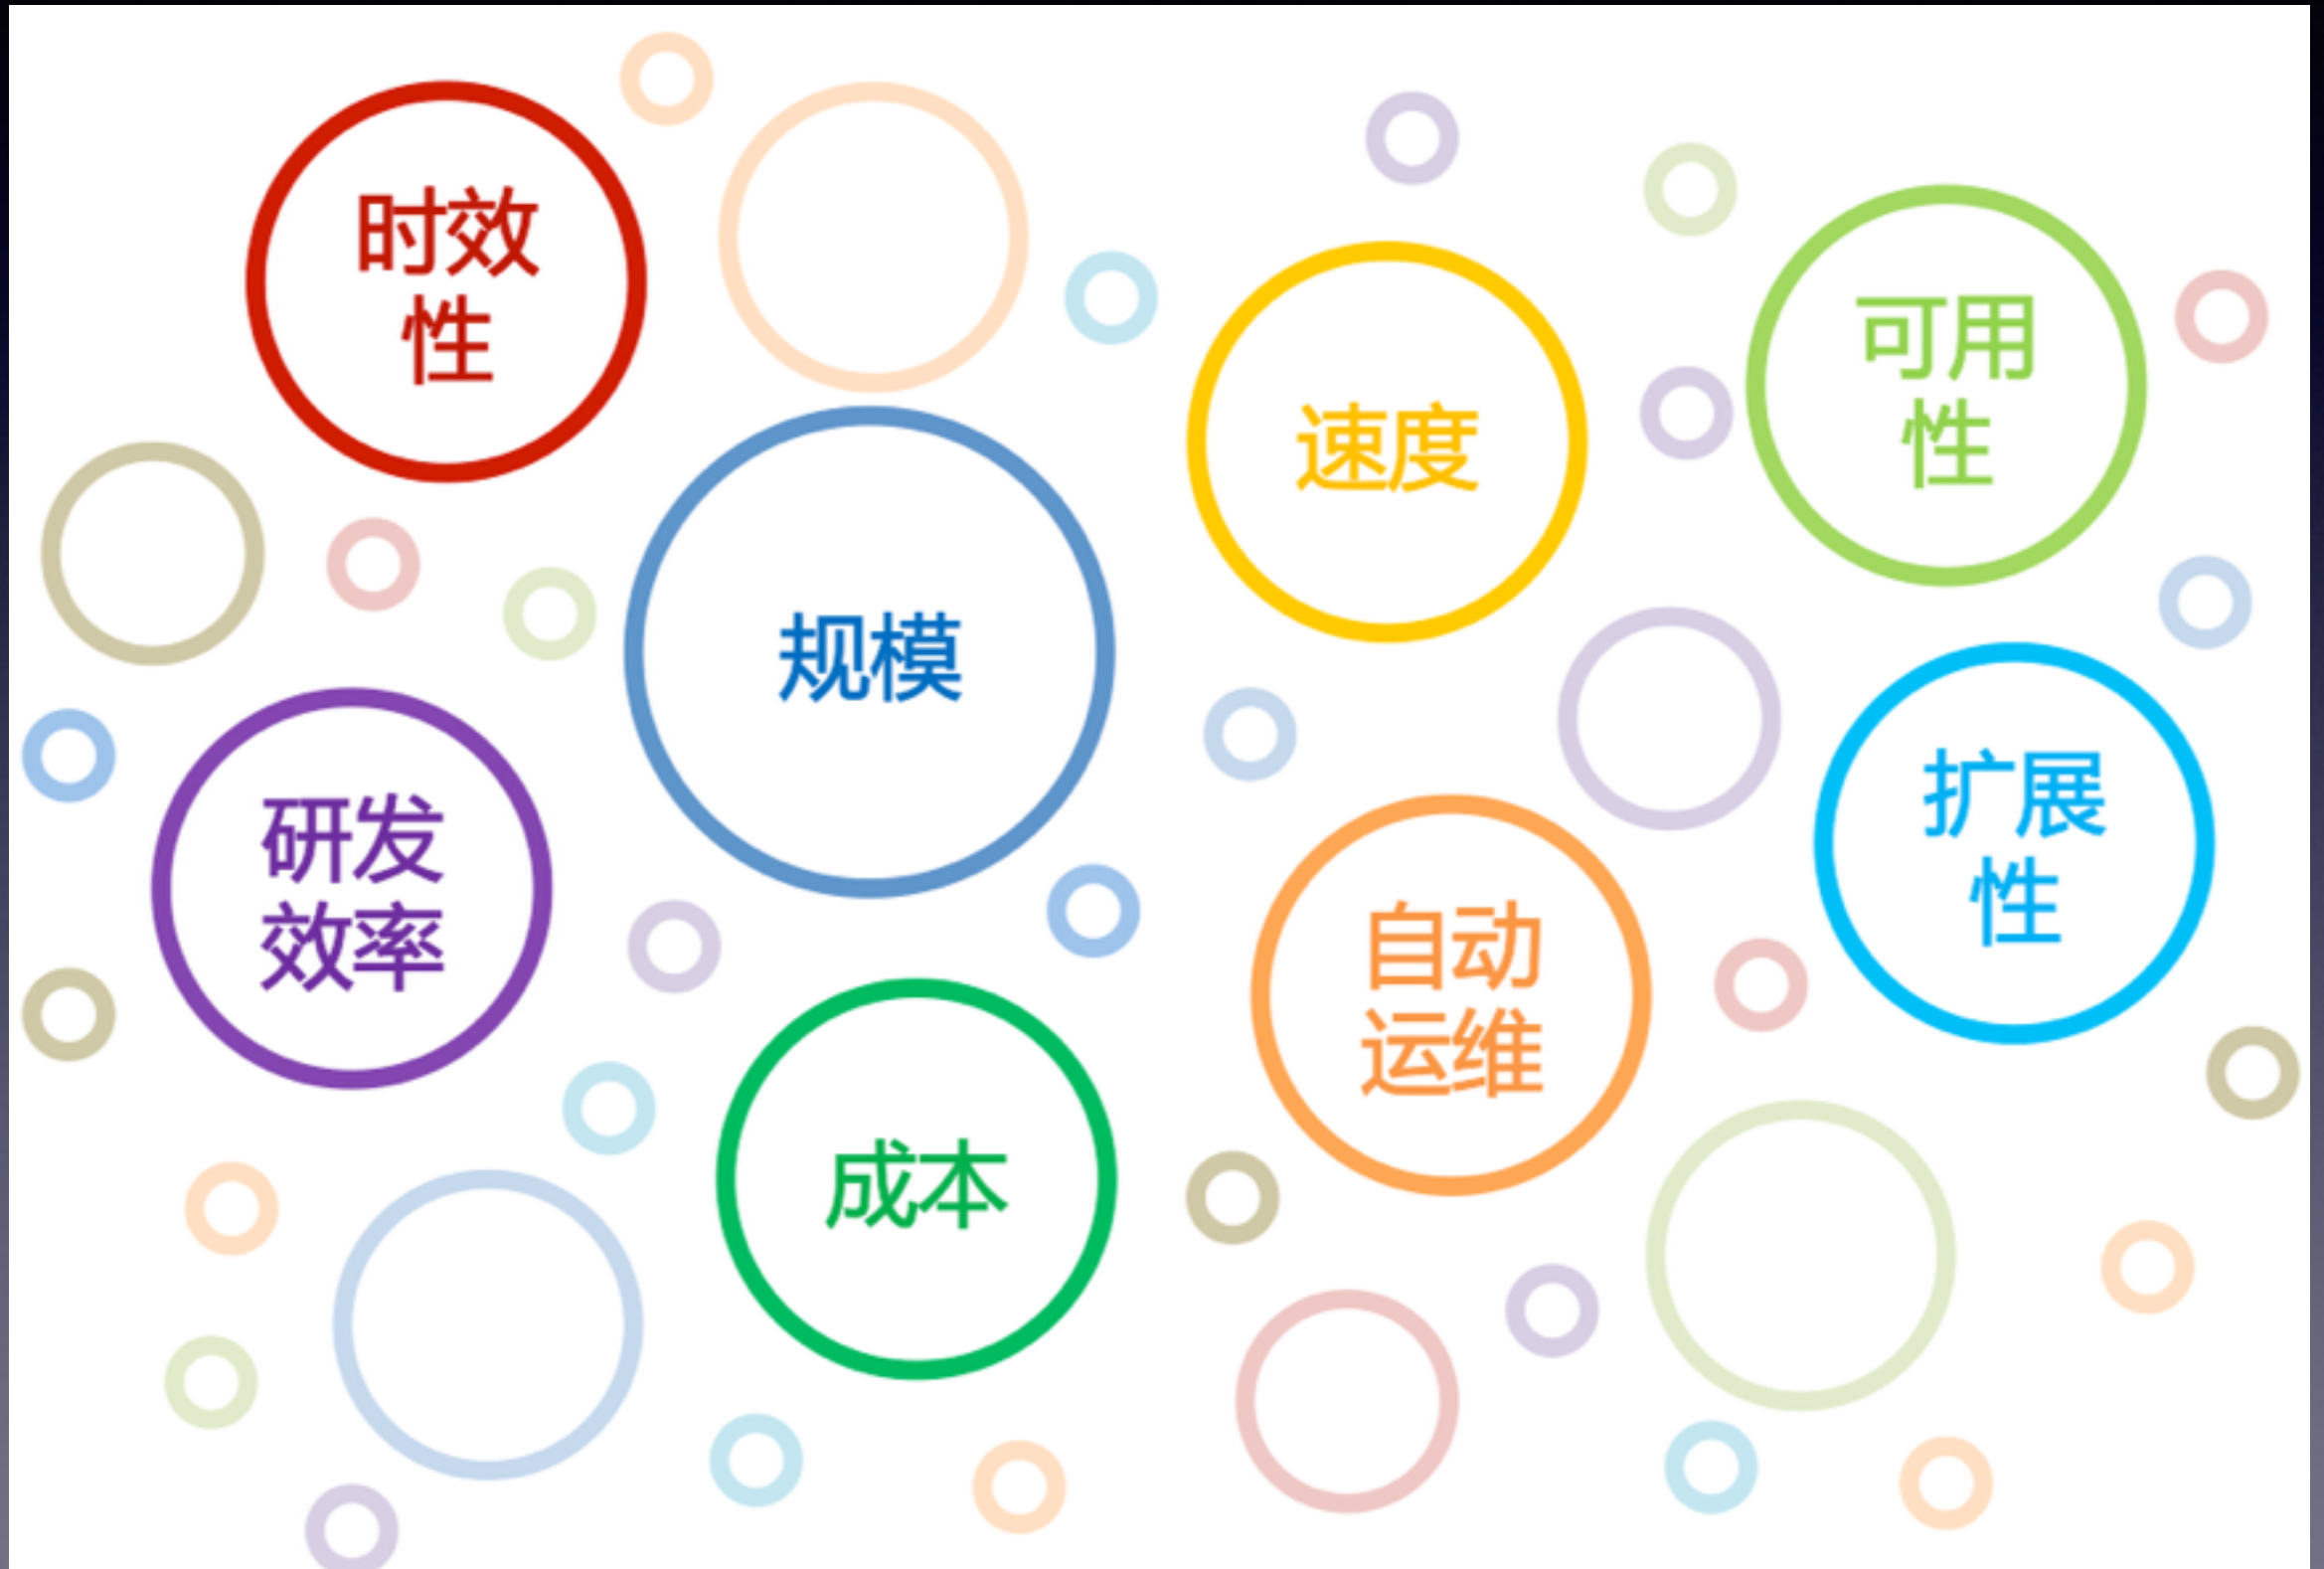 时效
性
速度
可用
性
规模
研发
效率
扩展
性
自动
运维
成本